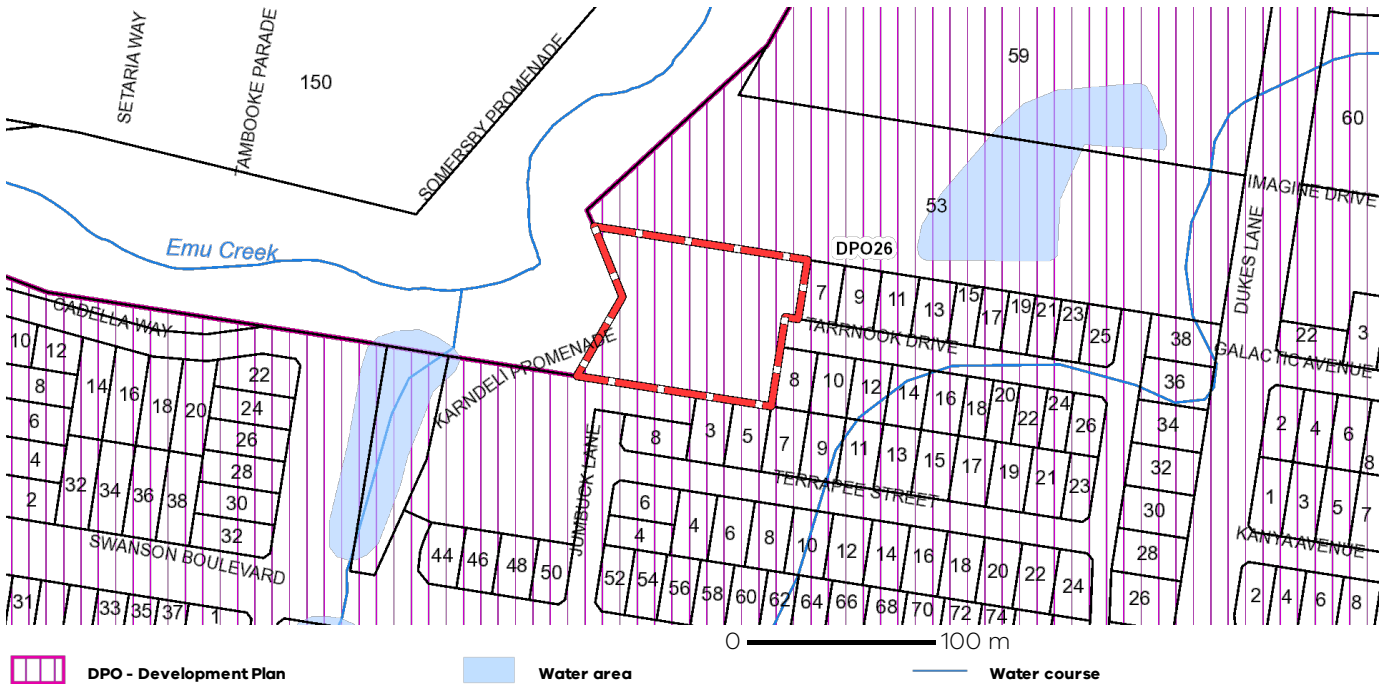 SETARIA WAY
TAMBOOKE PARADE
150
SOMERSBY PROMENADE
59
60
IMAGINE DRIVE
53
DUKES LANE
Emu Creek
DPO26
CADELLA WAY
7 9 11 13 15 17 19 21 23 25
TARRNOOK DRIVE
38
22 3
GALACTIC AVENUE
KARNDELI PROMENADE
10 12
8
6
4
2
14 16 18 20
22
24
26
28
30
32
32 34 36 38
SWANSON BOULEVARD
8 10 12 14 16 18 20 22 24 26
36
34
32
30
28
26
2 4 6 8
1 3 5 7
KANYA AVENUE
2 4 6 8
JUMBUCK LANE
8 3 5 7 9 11 13 15 17 19 21 23
TERRAPEE STREET
6
4
4 6 8 10 12 14 16 18 20 22 24
44 46 48 50
52 54 56 58 60 62 64 66 68 70 72 74
31 33 35 37 1
0 100 m
DPO - Development Plan
Water area
Water course